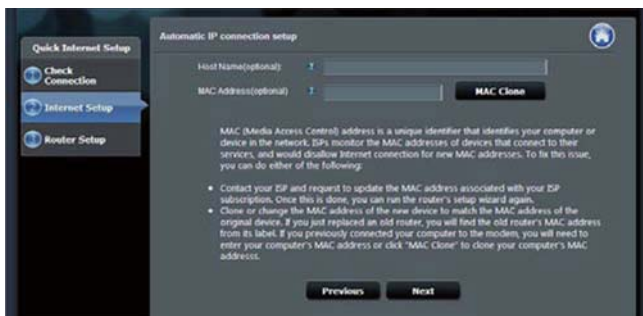 Quick Internet Setup
Check
Connection
Internet Setup
Router Setup
Automatic IP connection setup
Host Name(optional):
MAC Address(optional)
MAC Clone
MAC (Media Access Control) address is a unique identifier that identifies your computer or
device in the network. ISPs monitor the MAC addresses of devices that connect to their
services, and would disallow Internet connection for new MAC addresses. To fix this issue,
you can do either of the following:
• Contact your ISP and request to update the MAC address associated with your ISP
subscription. Once this is done, you can run the router's setup wizard again.
• Clone or change the MAC address of the new device to match the MAC address of the
original device. If you just replaced an old router, you will find the old router's MAC address
from its label. If you previously connected your computer to the modem, you will need to
enter your computer's MAC address or click "MAC Clone" to clone your computer's MAC
addresss.
Previous
Next